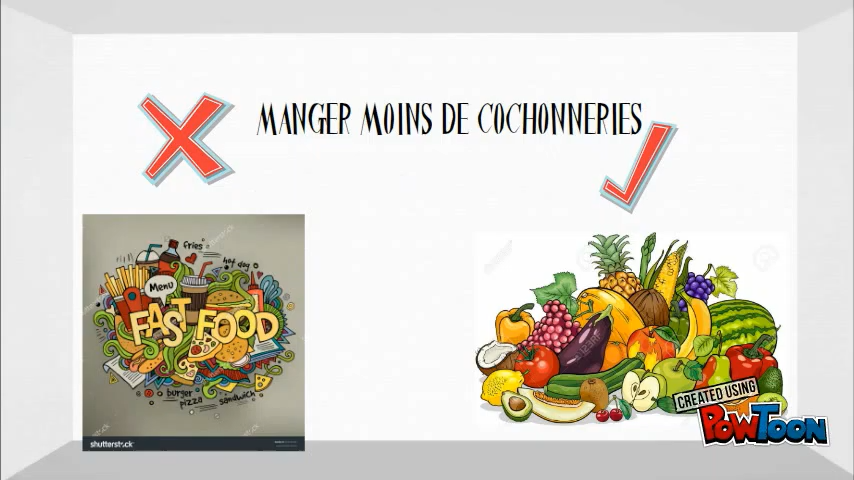 MANGER MOINS DE COCHONNERIES
fries
hot dog
Menu
FAST FOOD
burger
pizza
sandwich
shutterstock
CREATED USING
POWTOON